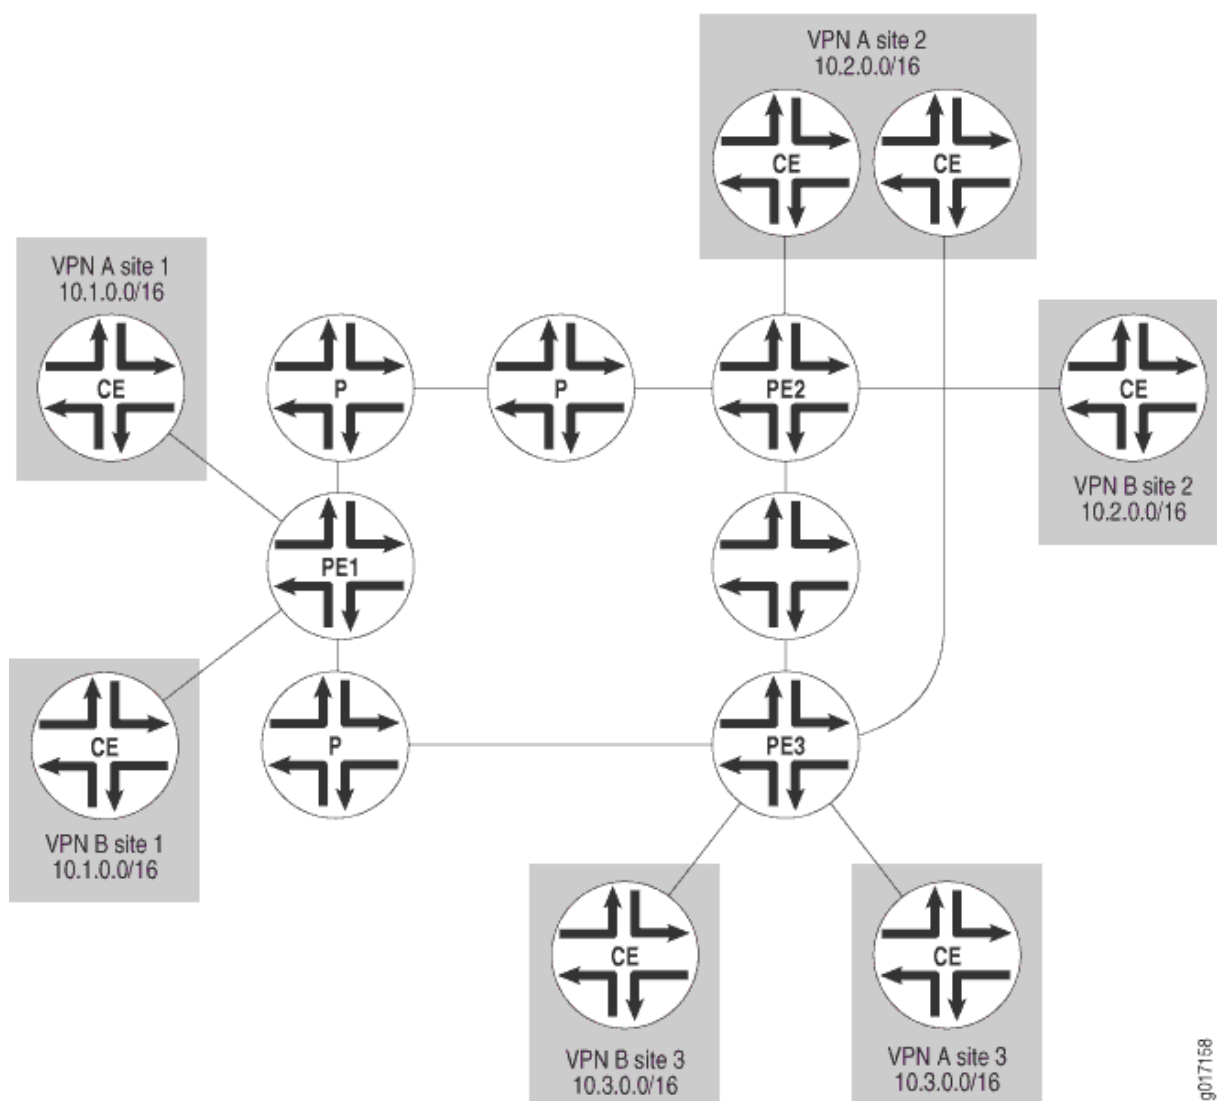 VPN A site 2
10.2.0.0/16
CE
CE
VPN A site 1
10.1.0.0/16
CE
P
P
PE2
CE
VPN B site 2
10.2.0.0/16
PE1
CE
P
PE3
VPN B site 1
10.1.0.0/16
CE
CE
VPN B site 3
10.3.0.0/16
VPN A site 3
10.3.0.0/16
g017158